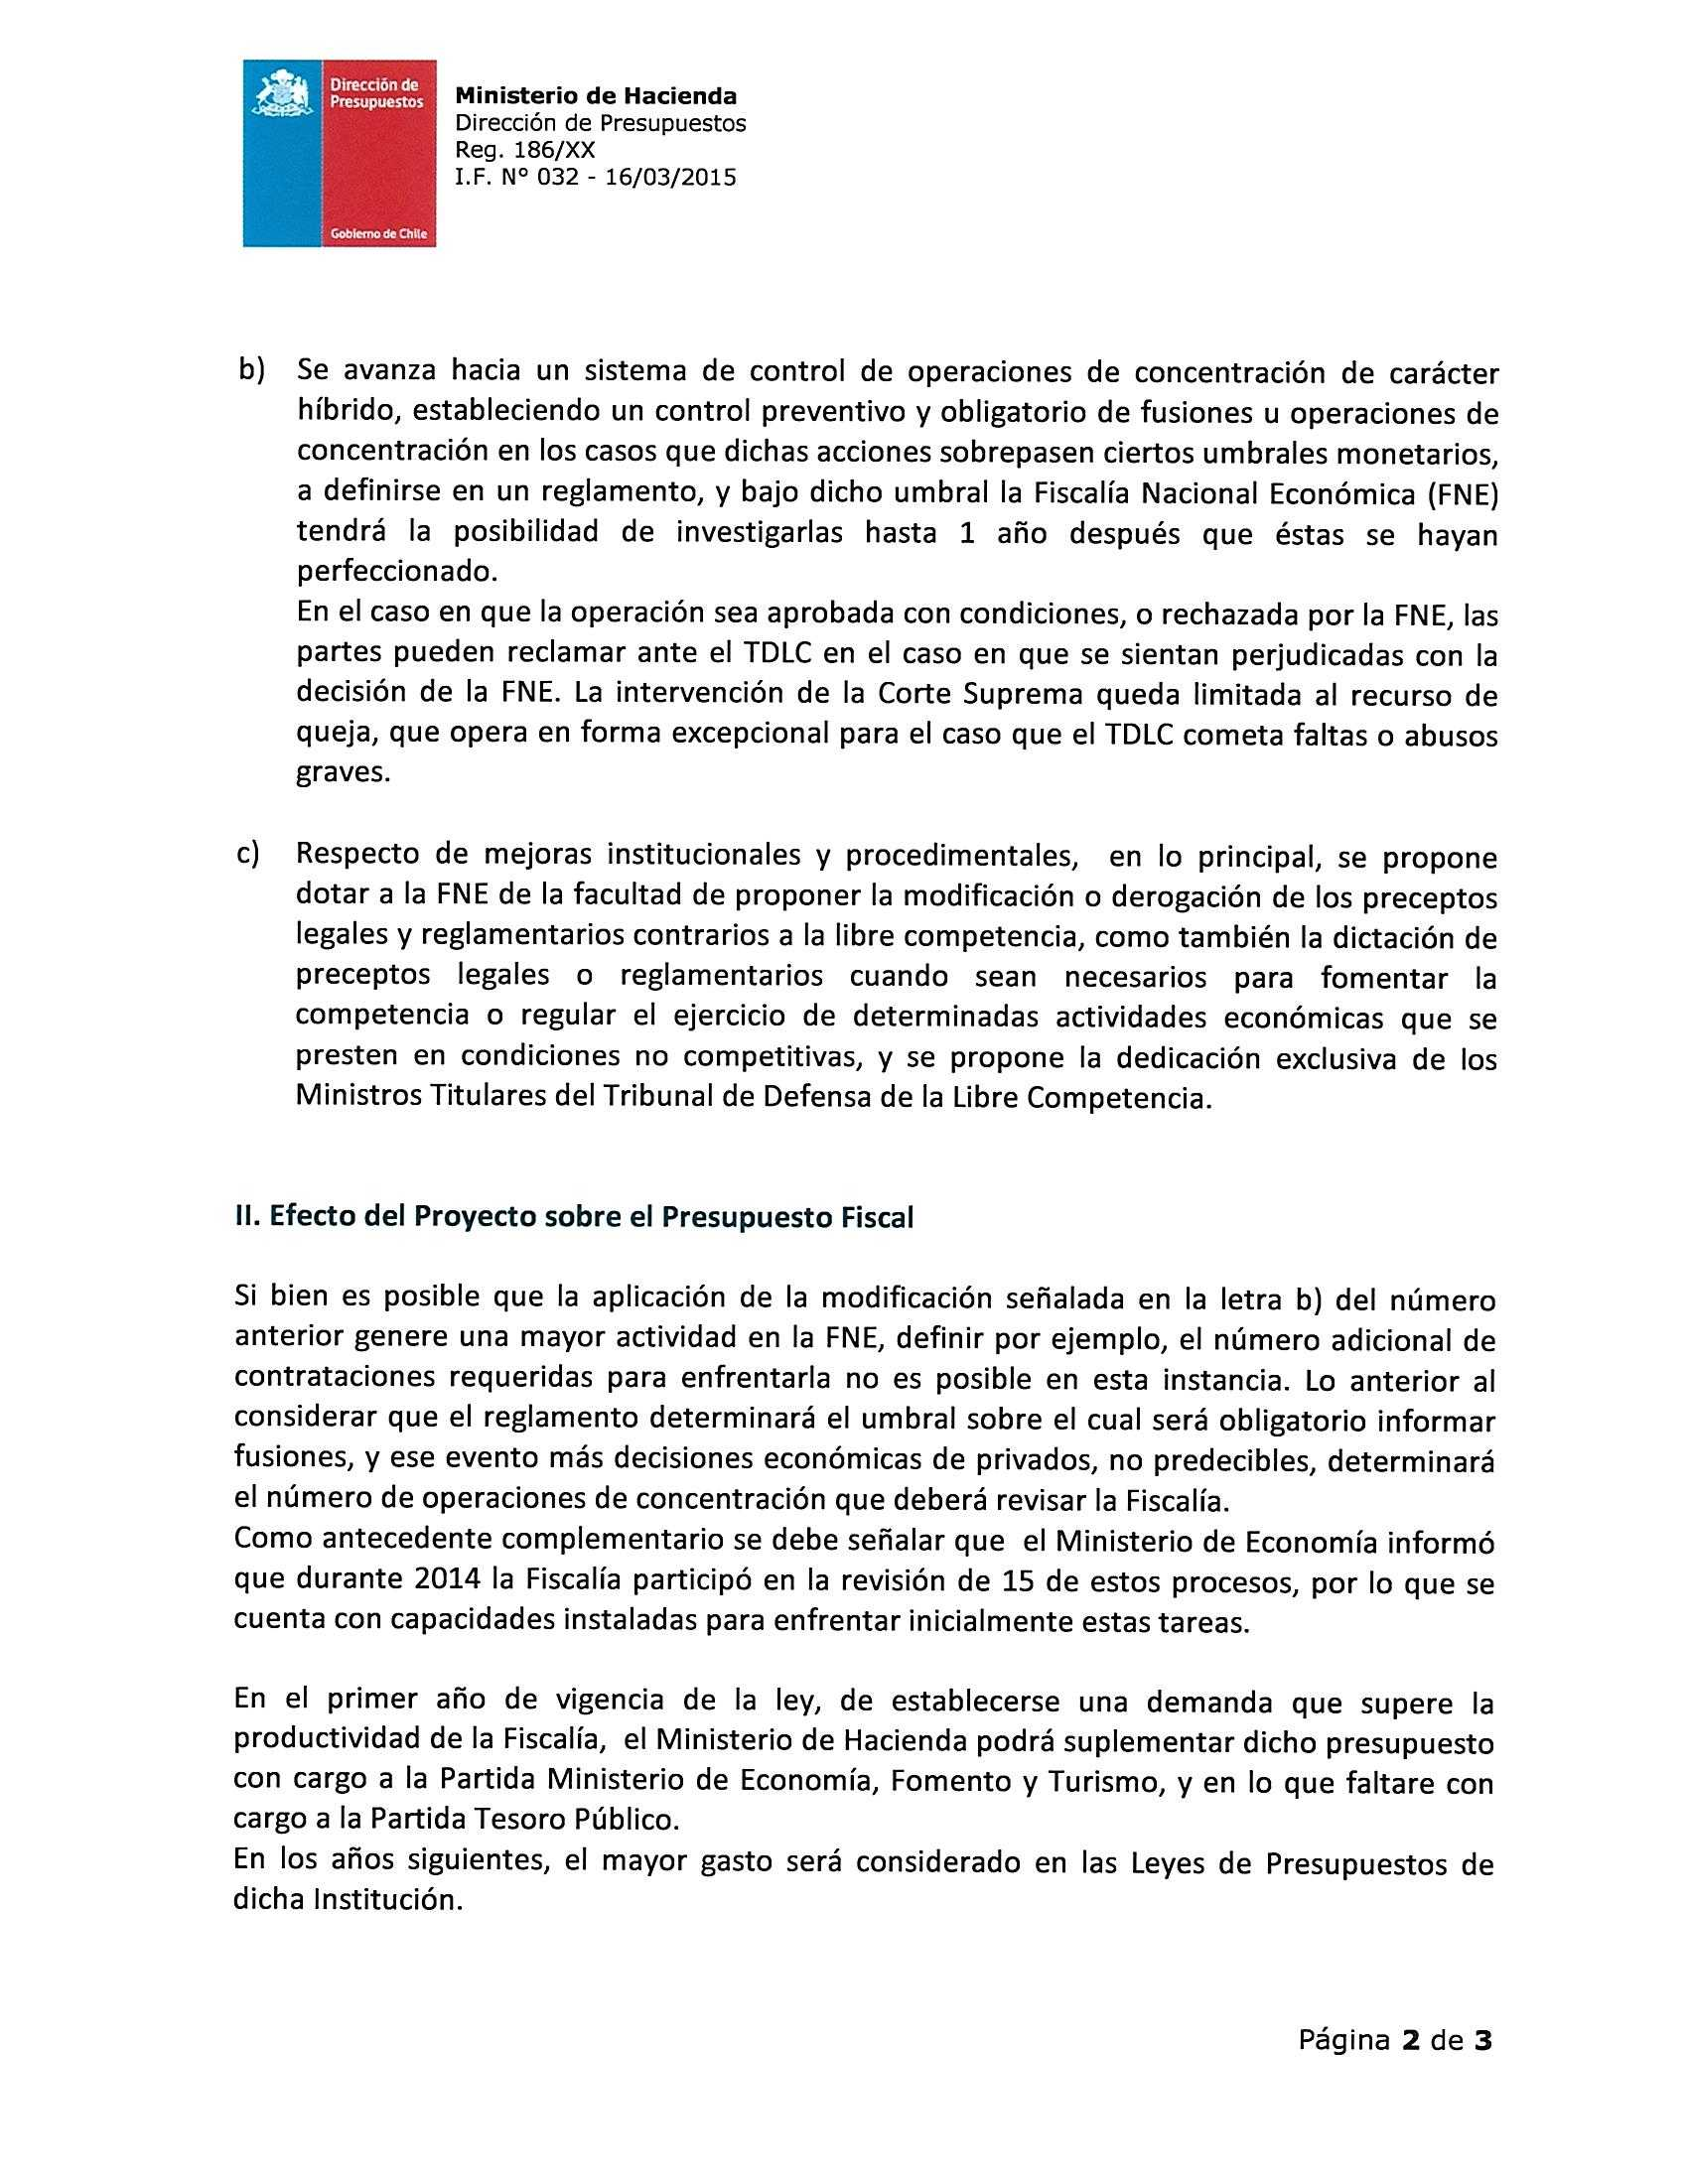 Dirección de
Presupuestos
Gobierno de Chile
Ministerio de Hacienda
Dirección de Presupuestos
Reg. 186/XX
I.F. Nº 032 - 16/03/2015
b) Se avanza hacia un sistema de control de operaciones de concentración de carácter
híbrido, estableciendo un control preventivo y obligatorio de fusiones u operaciones de
concentración en los casos que dichas acciones sobrepasen ciertos umbrales monetarios,
a definirse en un reglamento, y bajo dicho umbral la Fiscalía Nacional Económica (FNE)
tendrá la posibilidad de investigarlas hasta 1 año después que éstas se hayan
perfeccionado.
En el caso en que la operación sea aprobada con condiciones, o rechazada por la FNE, las
partes pueden reclamar ante el TDLC en el caso en que se sientan perjudicadas con la
decisión de la FNE. La intervención de la Corte Suprema queda limitada al recurso de
queja, que opera en forma excepcional para el caso que el TDLC cometa faltas o abusos
graves.
c) Respecto de mejoras institucionales y procedimentales, en lo principal, se propone
dotar a la FNE de la facultad de proponer la modificación o derogación de los preceptos
legales y reglamentarios contrarios a la libre competencia, como también la dictación de
preceptos legales o reglamentarios cuando sean necesarios para fomentar la
competencia o regular el ejercicio de determinadas actividades económicas que se
presten en condiciones no competitivas, y se propone la dedicación exclusiva de los
Ministros Titulares del Tribunal de Defensa de la Libre Competencia.
II. Efecto del Proyecto sobre el Presupuesto Fiscal
Si bien es posible que la aplicación de la modificación señalada en la letra b) del número
anterior genere una mayor actividad en la FNE, definir por ejemplo, el número adicional de
contrataciones requeridas para enfrentarla no es posible en esta instancia. Lo anterior al
considerar que el reglamento determinará el umbral sobre el cual será obligatorio informar
fusiones, y ese evento más decisiones económicas de privados, no predecibles, determinará
el número de operaciones de concentración que deberá revisar la Fiscalía.
Como antecedente complementario se debe señalar que el Ministerio de Economía informó
que durante 2014 la Fiscalía participó en la revisión de 15 de estos procesos, por lo que se
cuenta con capacidades instaladas para enfrentar inicialmente estas tareas.
En el primer año de vigencia de la ley, de establecerse una demanda que supere la
productividad de la Fiscalía, el Ministerio de Hacienda podrá suplementar dicho presupuesto
con cargo a la Partida Ministerio de Economía, Fomento y Turismo, y en lo que faltare con
cargo a la Partida Tesoro Público.
En los años siguientes, el mayor gasto será considerado en las Leyes de Presupuestos de
dicha Institución.
Página 2 de 3